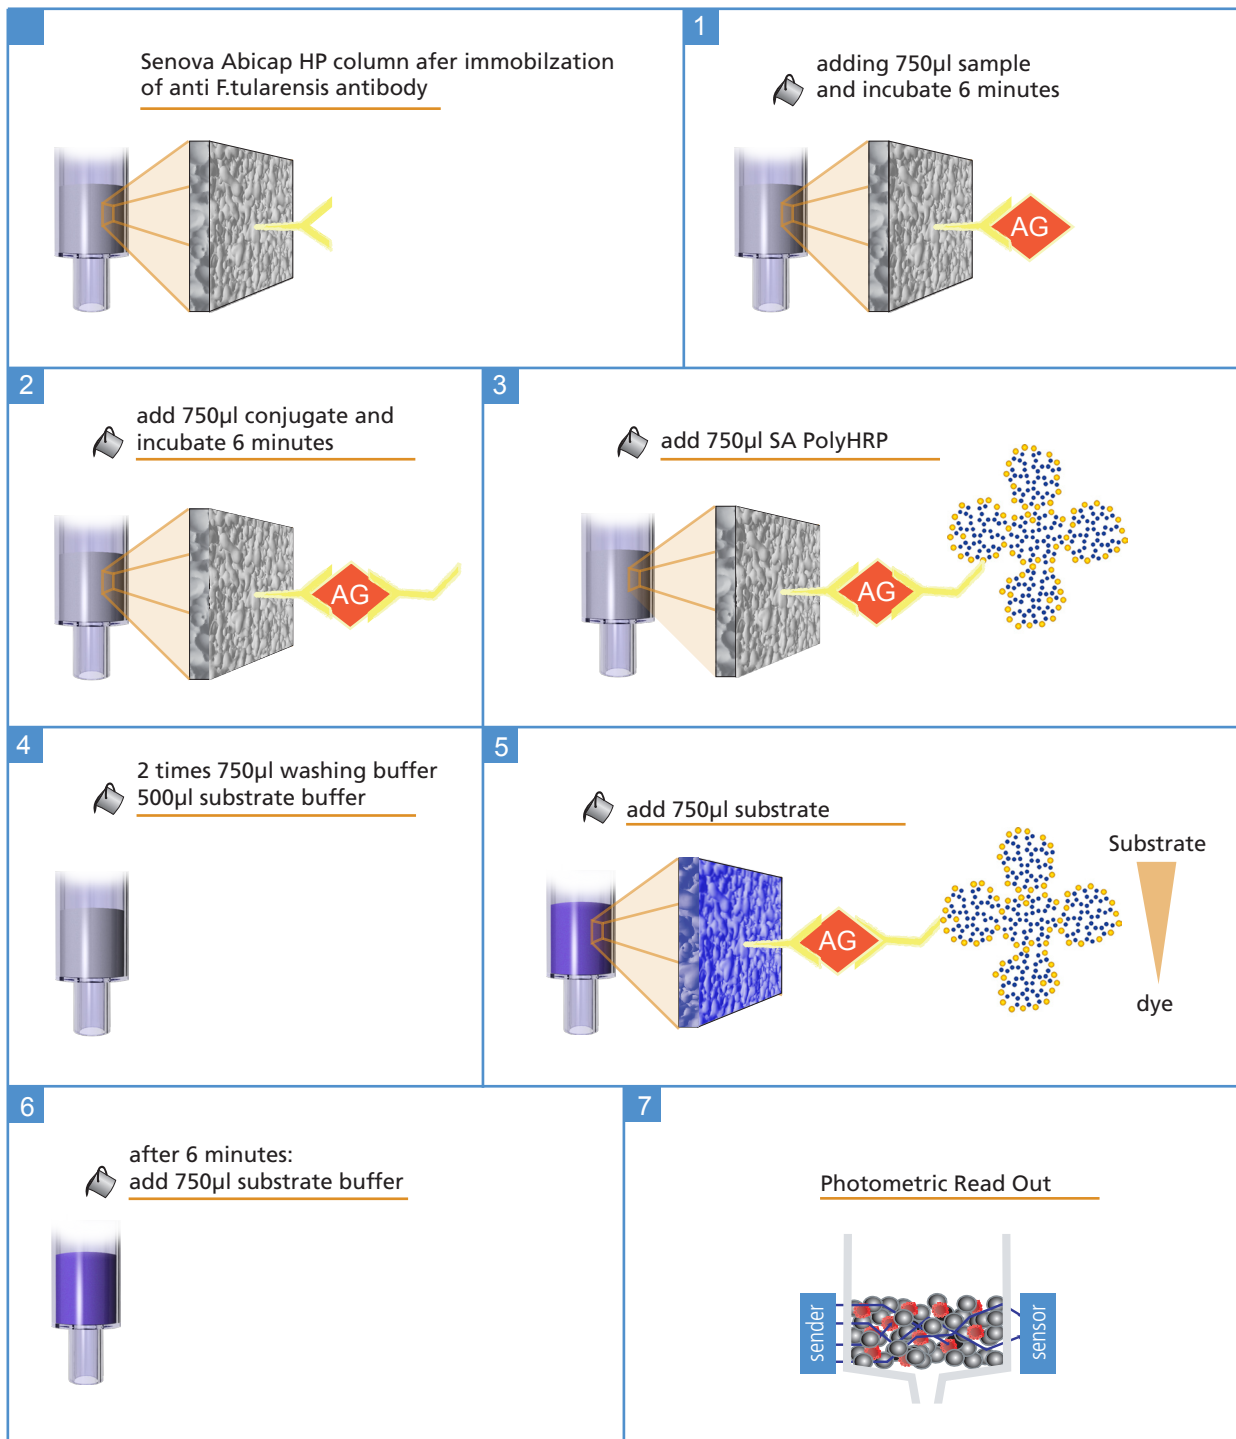 Senova Abicap HP column afer immobilzation
of anti F.tularensis antibody
1
adding 750µl sample
and incubate 6 minutes
AG
2
add 750µl conjugate and
incubate 6 minutes
AG
3
add 750µl SA PolyHRP
AG
4
2 times 750µl washing buffer
500µl substrate buffer
5
add 750µl substrate
AG
Substrate
dye
6
after 6 minutes:
add 750µl substrate buffer
7
Photometric Read Out
sender
sensor